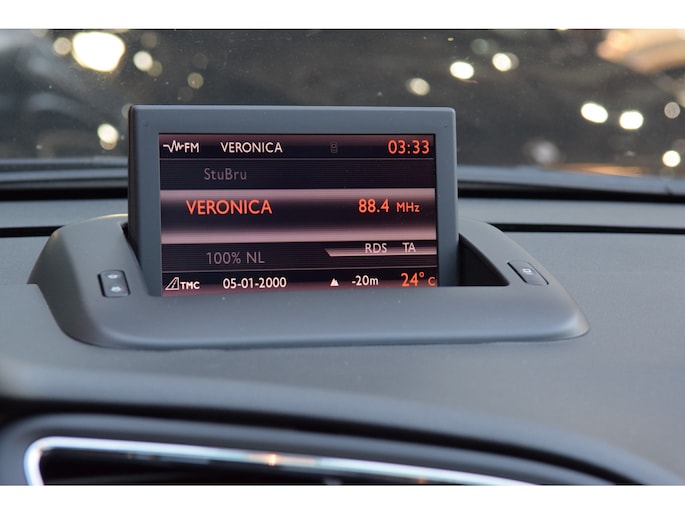 FM VERONICA 03:33
StuBru
VERONICA 88.4 MHz
100% NL RDS TA
TMC 05-01-2000 -20m 24° C